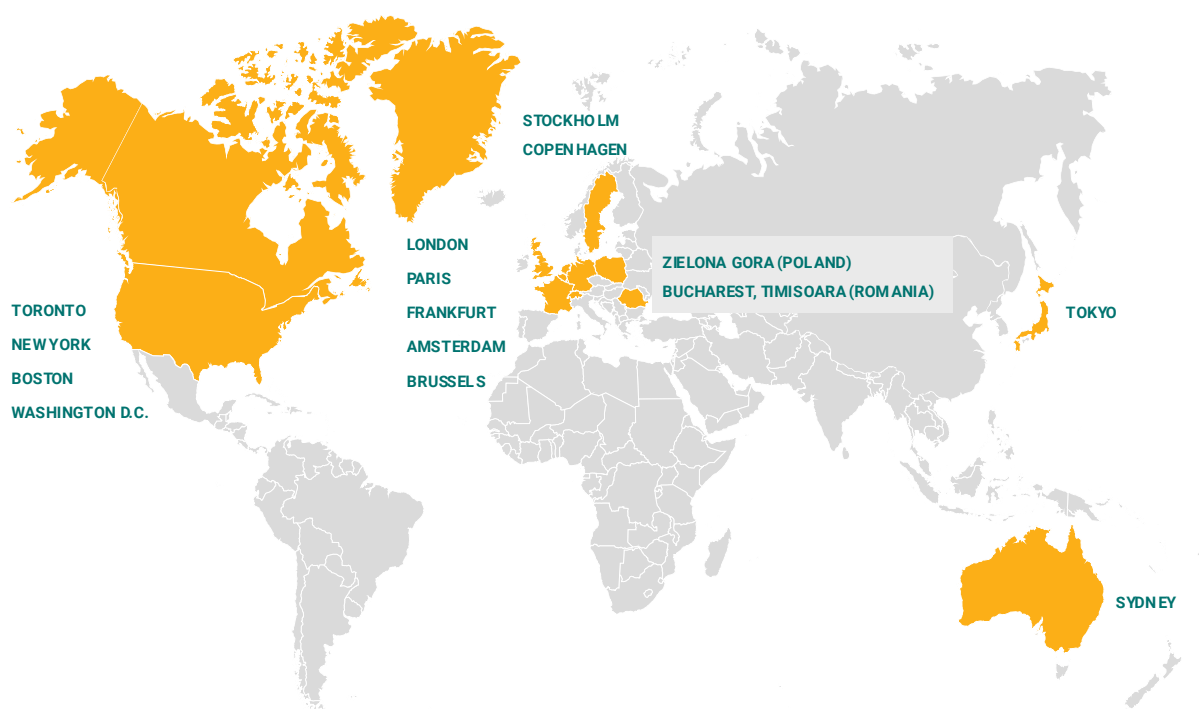 STOCKHOLM
COPENHAGEN
LONDON
PARIS
FRANKFURT
AMSTERDAM
BRUSSELS
ZIELONA GORA (POLAND)
BUCHAREST, TIMISOARA (ROMANIA)
TORONTO
NEW YORK
BOSTON
WASHINGTON D.C.
TOKYO
SYDNEY